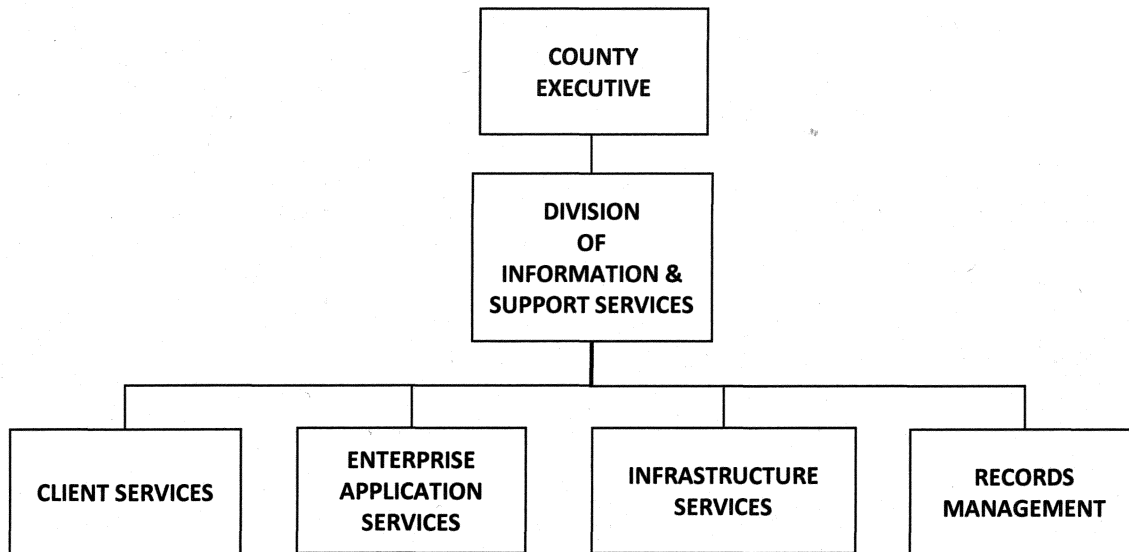 COUNTY
EXECUTIVE
DIVISION
OF
INFORMATION &
SUPPORT SERVICES
CLIENT SERVICES
ENTERPRISE
APPLICATION
SERVICES
INFRASTRUCTURE
SERVICES
RECORDS
MANAGEMENT